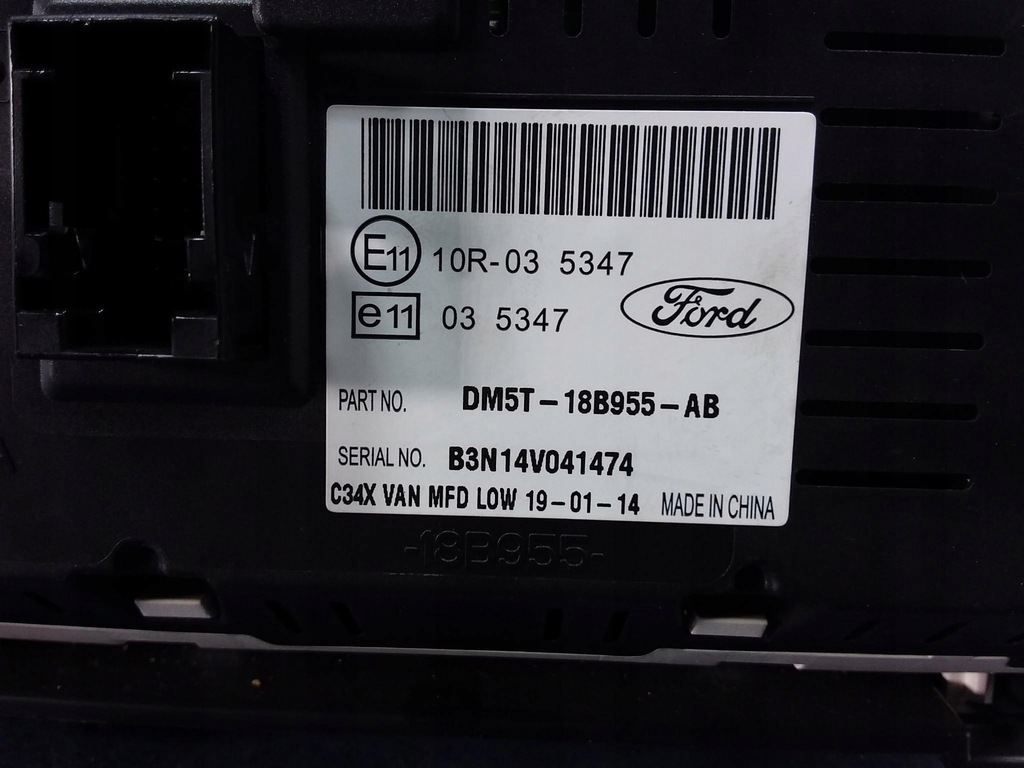 E11 10R-03 5347
e11 03 5347
Ford
PART NO. DM5T-18B955-AB
SERIAL NO. B3N14V041474
C34X VAN MFD LOW 19-01-14 MADE IN CHINA
-18B955-